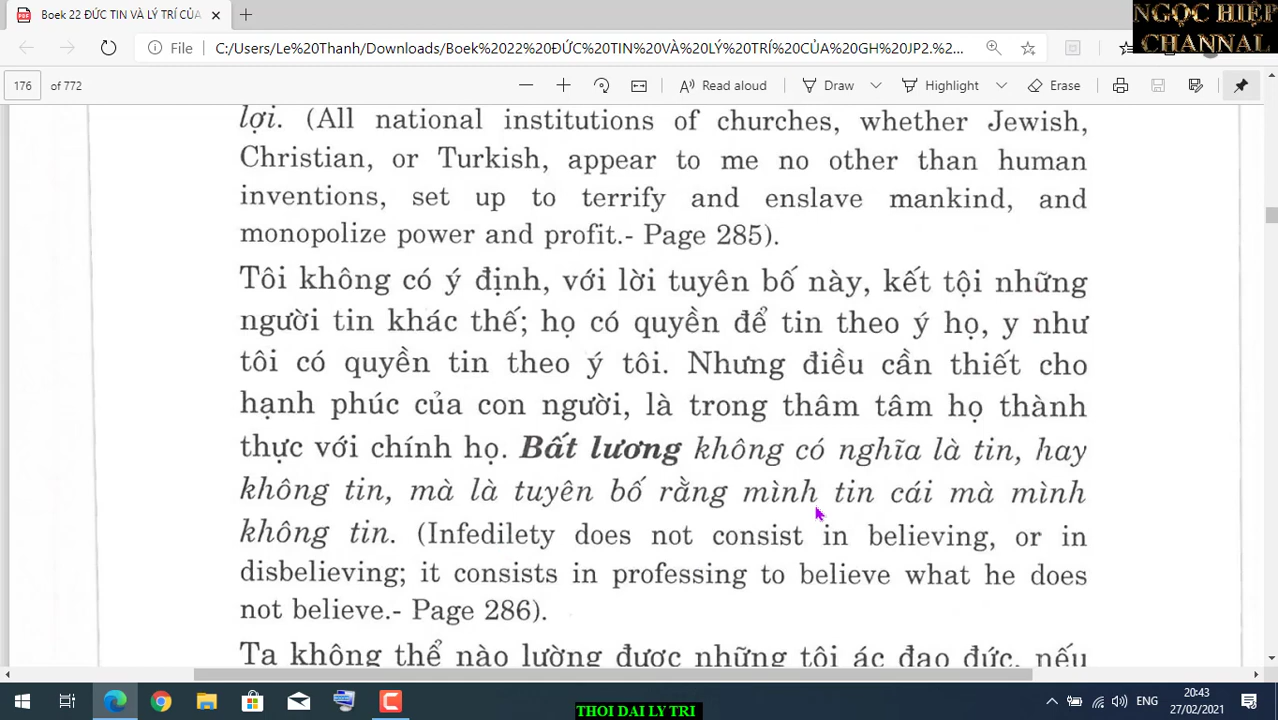 Boek 22 ĐỨC TIN VÀ LÝ TRÍ CỦA
NGỌC HIỆP
CHANNAL
File C:/Users/Le%20Thanh/Downloads/Boek%2022%20ĐỨC%20TIN%20VÀ%20LÝ%20TRÍ%20CỦA%20GH%20JP2.%...
176 of 772 Read aloud Draw Highlight Erase
lợi. (All national institutions of churches, whether Jewish,
Christian, or Turkish, appear to me no other than human
inventions, set up to terrify and enslave mankind, and
monopolize power and profit.- Page 285).
Tôi không có ý định, với lời tuyên bố này, kết tội những
người tin khác thế; họ có quyền để tin theo ý họ, y như
tôi có quyền tin theo ý tôi. Nhưng điều cần thiết cho
hạnh phúc của con người, là trong thâm tâm họ thành
thực với chính họ. Bất lương không có nghĩa là tin, hay
không tin, mà là tuyên bố rằng mình tin cái mà mình
không tin. (Infedilety does not consist in believing, or in
disbelieving; it consists in professing to believe what he does
not believe.- Page 286).
Ta không thể nào lường được những tội ác đạo đức, nếu
ENG
20:43
27/02/2021
THOI DAI LY TRI